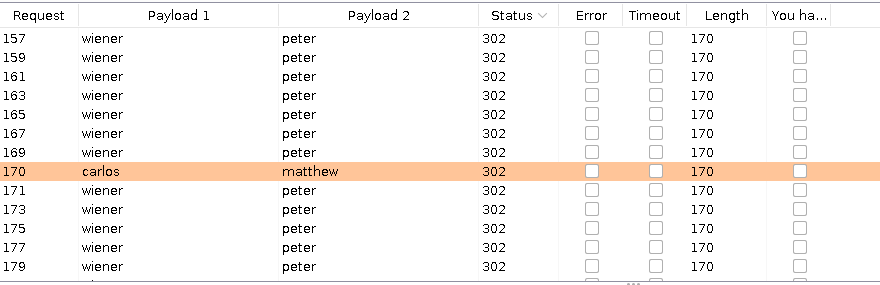 Request Payload 1 Payload 2 Status Error Timeout Length You ha...
157 wiener peter 302 170
159 wiener peter 302 170
161 wiener peter 302 170
163 wiener peter 302 170
165 wiener peter 302 170
167 wiener peter 302 170
169 wiener peter 302 170
170 carlos matthew 302 170
171 wiener peter 302 170
173 wiener peter 302 170
175 wiener peter 302 170
177 wiener peter 302 170
179 wiener peter 302 170